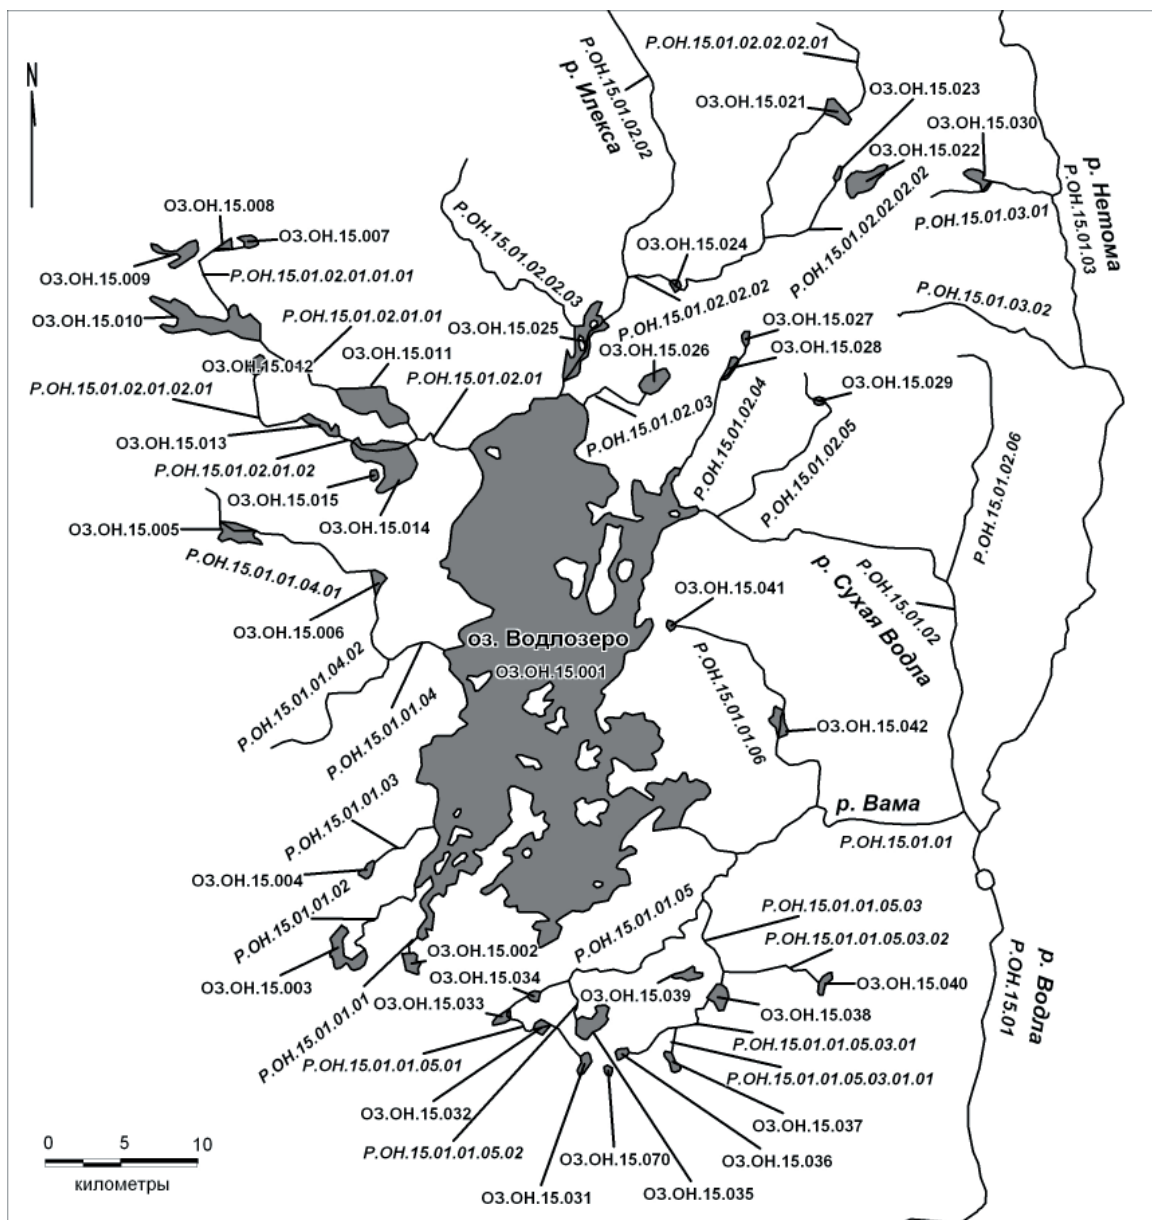 N
Р.ОН.15.01.02.02
р. Илекса
Р.ОН.15.01.02.02.02.01
ОЗ.ОН.15.021
ОЗ.ОН.15.023
ОЗ.ОН.15.030
ОЗ.ОН.15.022
р. Нетома
Р.ОН.15.01.03
Р.ОН.15.01.03.01
Р.ОН.15.01.02.02.02.02
ОЗ.ОН.15.008
ОЗ.ОН.15.007
ОЗ.ОН.15.009
Р.ОН.15.01.02.01.01.01
Р.ОН.15.01.02.02.03
ОЗ.ОН.15.024
Р.ОН.15.01.02.02.02
Р.ОН.15.01.03.02
ОЗ.ОН.15.010
Р.ОН.15.01.02.01.01
ОЗ.ОН.15.025
ОЗ.ОН.15.027
ОЗ.ОН.15.026
ОЗ.ОН.15.028
ОЗ.ОН.15.011
ОЗ.ОН.15.012
Р.ОН.15.01.02.01
Р.ОН.15.01.02.01.02.01
ОЗ.ОН.15.029
Р.ОН.15.01.02.03
Р.ОН.15.01.02.04
Р.ОН.15.01.02.05
Р.ОН.15.01.02.06
ОЗ.ОН.15.013
Р.ОН.15.01.02.01.02
ОЗ.ОН.15.015
ОЗ.ОН.15.014
ОЗ.ОН.15.005
Р.ОН.15.01.01.04.01
ОЗ.ОН.15.006
р. Сухая Водла
Р.ОН.15.01.02
ОЗ.ОН.15.041
оз. Водлозеро
ОЗ.ОН.15.001
Р.ОН.15.01.01.04.02
Р.ОН.15.01.01.04
Р.ОН.15.01.01.06
ОЗ.ОН.15.042
р. Вама
Р.ОН.15.01.01
Р.ОН.15.01.01.03
ОЗ.ОН.15.004
Р.ОН.15.01.01.02
ОЗ.ОН.15.003
Р.ОН.15.01.01.01
ОЗ.ОН.15.002
Р.ОН.15.01.01.05
Р.ОН.15.01.01.05.03
Р.ОН.15.01.01.05.03.02
ОЗ.ОН.15.034
ОЗ.ОН.15.033
ОЗ.ОН.15.039
ОЗ.ОН.15.040
ОЗ.ОН.15.038
р. Водла
Р.ОН.15.01
Р.ОН.15.01.01.05.03.01
Р.ОН.15.01.01.05.01
Р.ОН.15.01.01.05.03.01.01
ОЗ.ОН.15.032
ОЗ.ОН.15.037
Р.ОН.15.01.01.05.02
ОЗ.ОН.15.070
ОЗ.ОН.15.036
ОЗ.ОН.15.031
ОЗ.ОН.15.035
0 5 10
километры